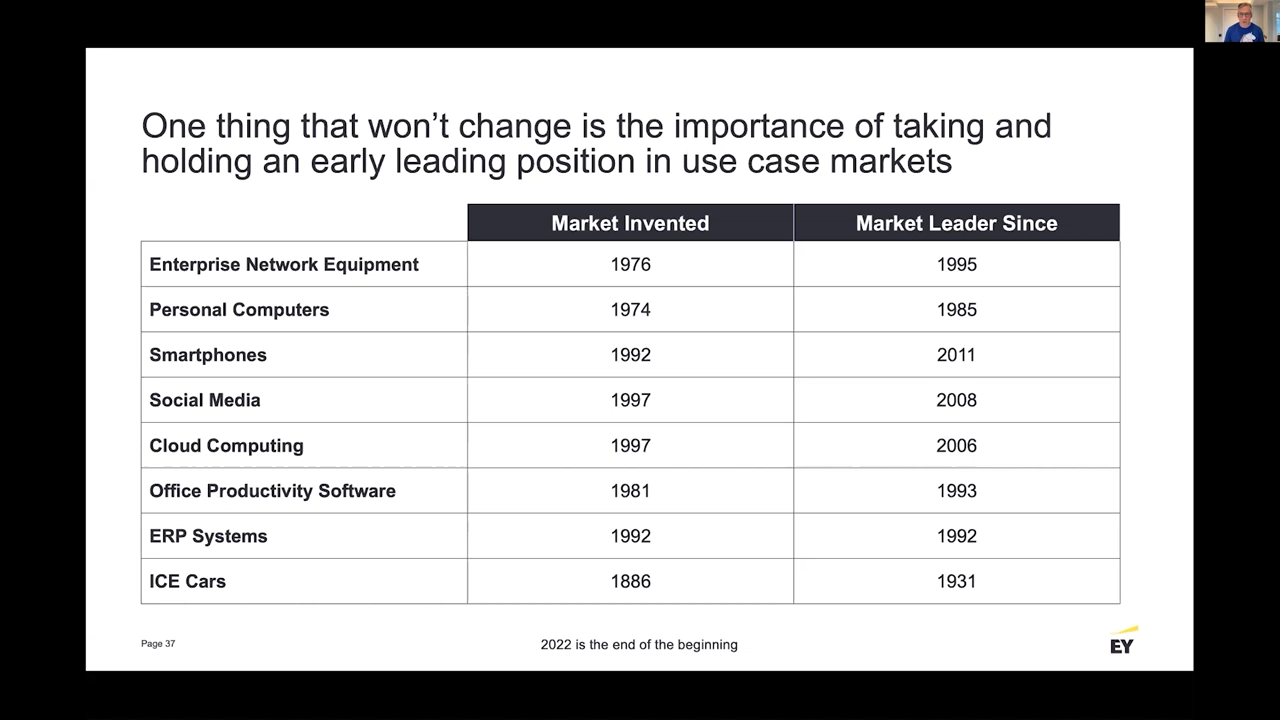 One thing that won’t change is the importance of taking and
holding an early leading position in use case markets
Market Invented Market Leader Since
Enterprise Network Equipment 1976 1995
Personal Computers 1974 1985
Smartphones 1992 2011
Social Media 1997 2008
Cloud Computing 1997 2006
Office Productivity Software 1981 1993
ERP Systems 1992 1992
ICE Cars 1886 1931
Page 37 2022 is the end of the beginning EY